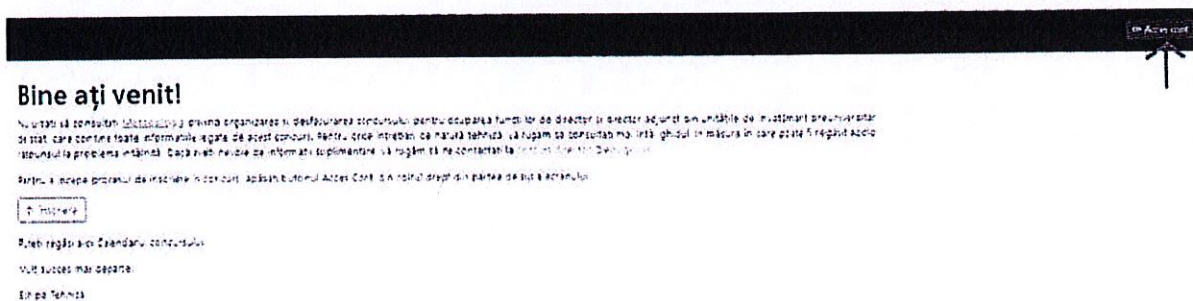 Acces cont
Bine ați venit!
Nu uitați să consultați Metodologia privind organizarea și desfășurarea concursului pentru ocuparea funcțiilor de director și director adjunct din unitățile de învățământ preuniversitar
de stat, care conține toate informațiile legate de acest concurs. Pentru orice întrebări de natură tehnică, vă rugăm să consultați mai întâi ghidul în măsura în care poate fi regăsit acolo
răspunsul la problema întâlnită. Dacă aveți nevoie de informații suplimentare, vă rugăm să ne contactați la
Pentru a începe procesul de înscriere în concurs, apăsați butonul Acces Cont, din colțul drept din partea de sus a ecranului.
Înscriere
Puteți regăsi aici Calendarul concursului.
Mult succes mai departe,
Echipa Tehnică